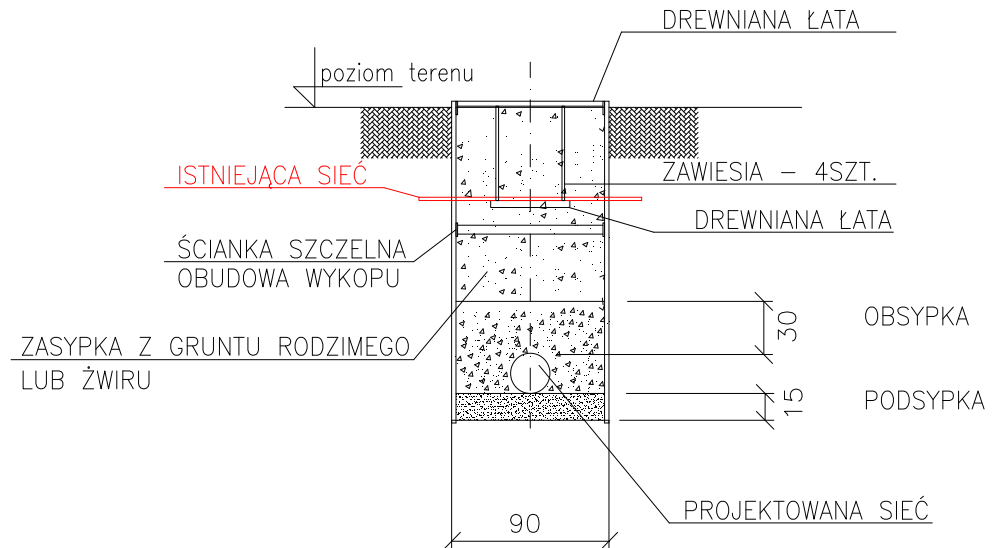 DREWNIANA ŁATA
poziom terenu
ISTNIEJĄCA SIEĆ
ZAWIESIA – 4SZT.
DREWNIANA ŁATA
ŚCIANKA SZCZELNA
OBUDOWA WYKOPU
30
OBSYPKA
ZASYPKA Z GRUNTU RODZIMEGO
LUB ŻWIRU
15
PODSYPKA
PROJEKTOWANA SIEĆ
90